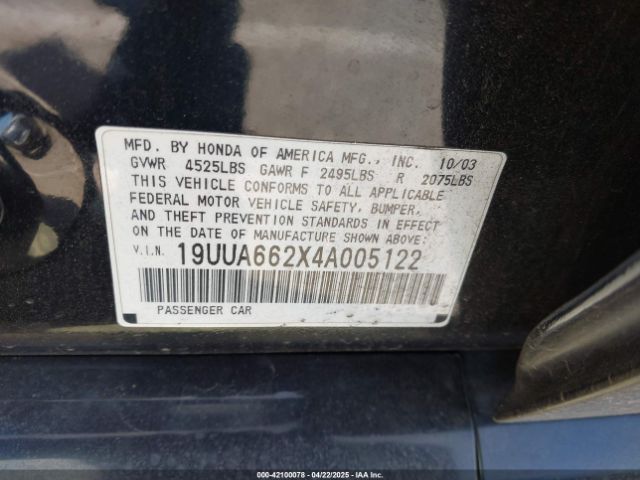 MFD. BY HONDA OF AMERICA MFG., INC. 10/03
GVWR 4525LBS GAWR F 2495LBS R 2075LBS
THIS VEHICLE CONFORMS TO ALL APPLICABLE
FEDERAL MOTOR VEHICLE SAFETY, BUMPER,
AND THEFT PREVENTION STANDARDS IN EFFECT
ON THE DATE OF MANUFACTURE SHOWN ABOVE:
V.I.N. 19UUA662X4A005122
PASSENGER CAR
000-42100078 - 04/22/2025 - IAAI.COM